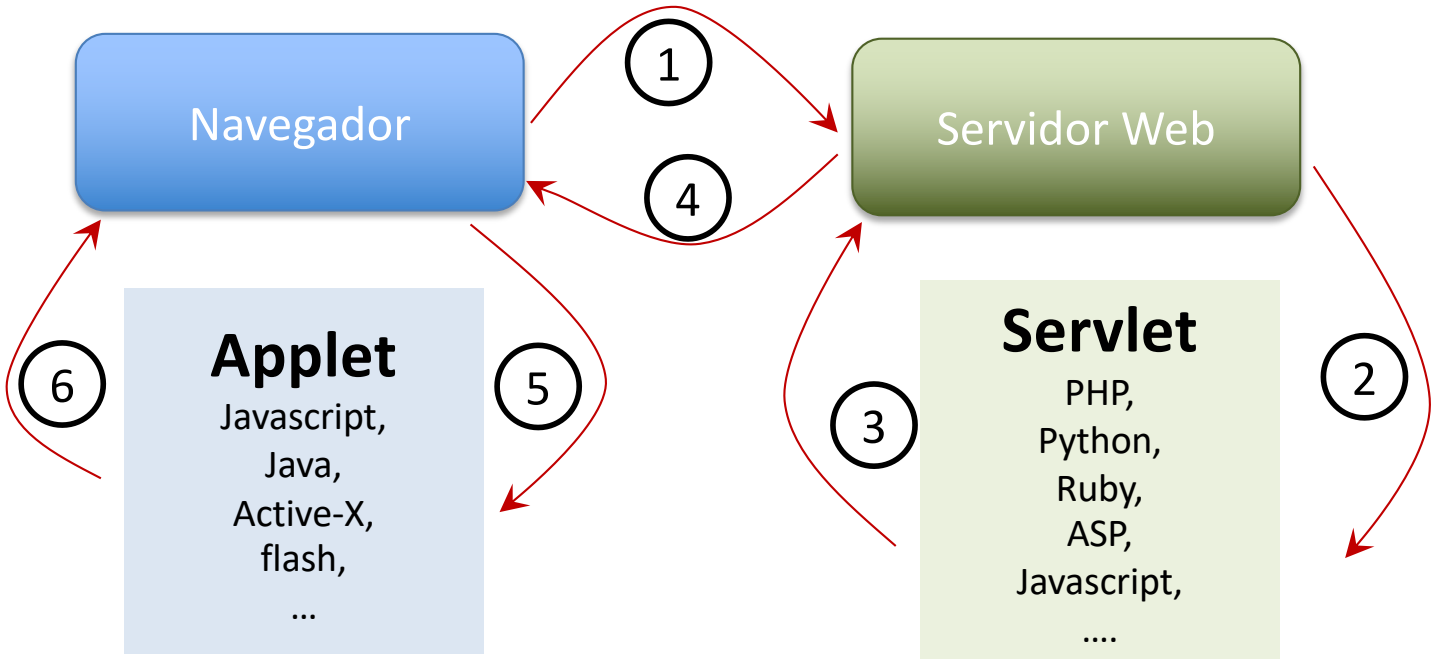 Navegador
1
Servidor Web
4
Applet
Javascript,
Java,
Active-X,
flash,
...
6
5
Servlet
PHP,
Python,
Ruby,
ASP,
Javascript,
....
3
2